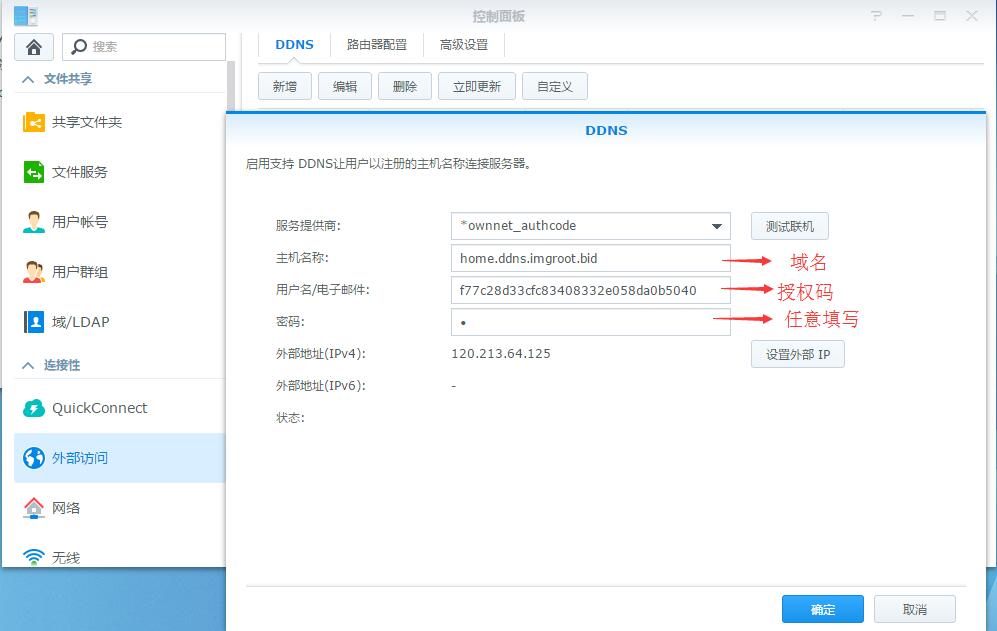 控制面板
搜索
文件共享
共享文件夹
文件服务
用户帐号
用户群组
域/LDAP
连接性
QuickConnect
外部访问
网络
无线
DDNS 路由器配置 高级设置
新增 编辑 删除 立即更新 自定义
DDNS
启用支持 DDNS让用户以注册的主机名称连接服务器。
服务提供商: *ownnet_authcode 测试联机
主机名称: home.ddns.imgroot.bid 域名
用户名/电子邮件: f77c28d33cfc83408332e058da0b5040 授权码
密码: • 任意填写
外部地址(IPv4): 120.213.64.125 设置外部 IP
外部地址(IPv6): -
状态:
确定 取消